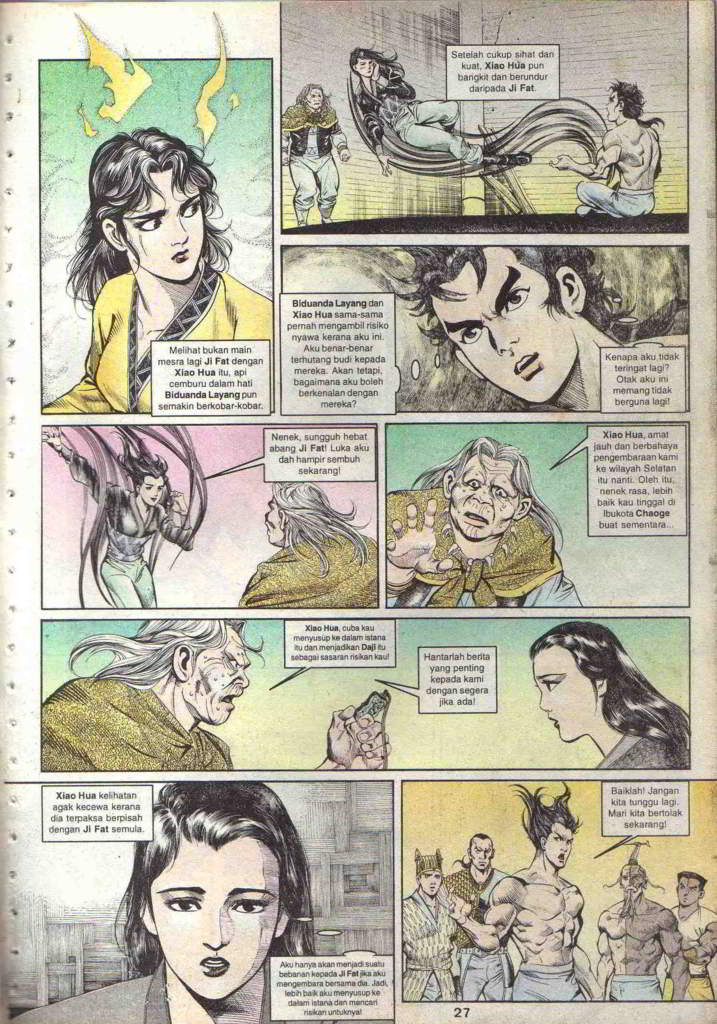 Setelah cukup sihat dan
kuat, Xiao Hua pun
bangkit dan berundur
daripada Ji Fat.
Melihat bukan main
mesra lagi Ji Fat dengan
Xiao Hua itu, api
cemburu dalam hati
Biduanda Layang pun
semakin berkobar-kobar.
Biduanda Layang dan
Xiao Hua sama-sama
pernah mengambil risiko
nyawa kerana aku ini.
Aku benar-benar
terhutang budi kepada
mereka. Akan tetapi,
bagaimana aku boleh
berkenalan dengan
mereka?
Kenapa aku tidak
teringat lagi?
Otak aku ini
memang tidak
berguna lagi!
Nenek, sungguh hebat
abang Ji Fat! Luka aku
dah hampir sembuh
sekarang!
Xiao Hua, amat
jauh dan berbahaya
pengembaraan kami
ke wilayah Selatan
itu nanti. Oleh itu,
nenek rasa, lebih
baik kau tinggal di
Ibukota Chaoge
buat sementara...
Xiao Hua, cuba kau
menyusup ke dalam istana
itu dan menjadikan Daji itu
sebagai sasaran risikan kau!
Hantarlah berita
yang penting
kepada kami
dengan segera
jika ada!
Xiao Hua kelihatan
agak kecewa kerana
dia terpaksa berpisah
dengan Ji Fat semula.
Aku hanya akan menjadi suatu
bebanan kepada Ji Fat jika aku
mengembara bersama dia. Jadi,
lebih baik aku menyusup ke
dalam istana dan mencari
risikan untuknya!
Baiklah! Jangan
kita tunggu lagi.
Mari kita bertolak
sekarang!
27